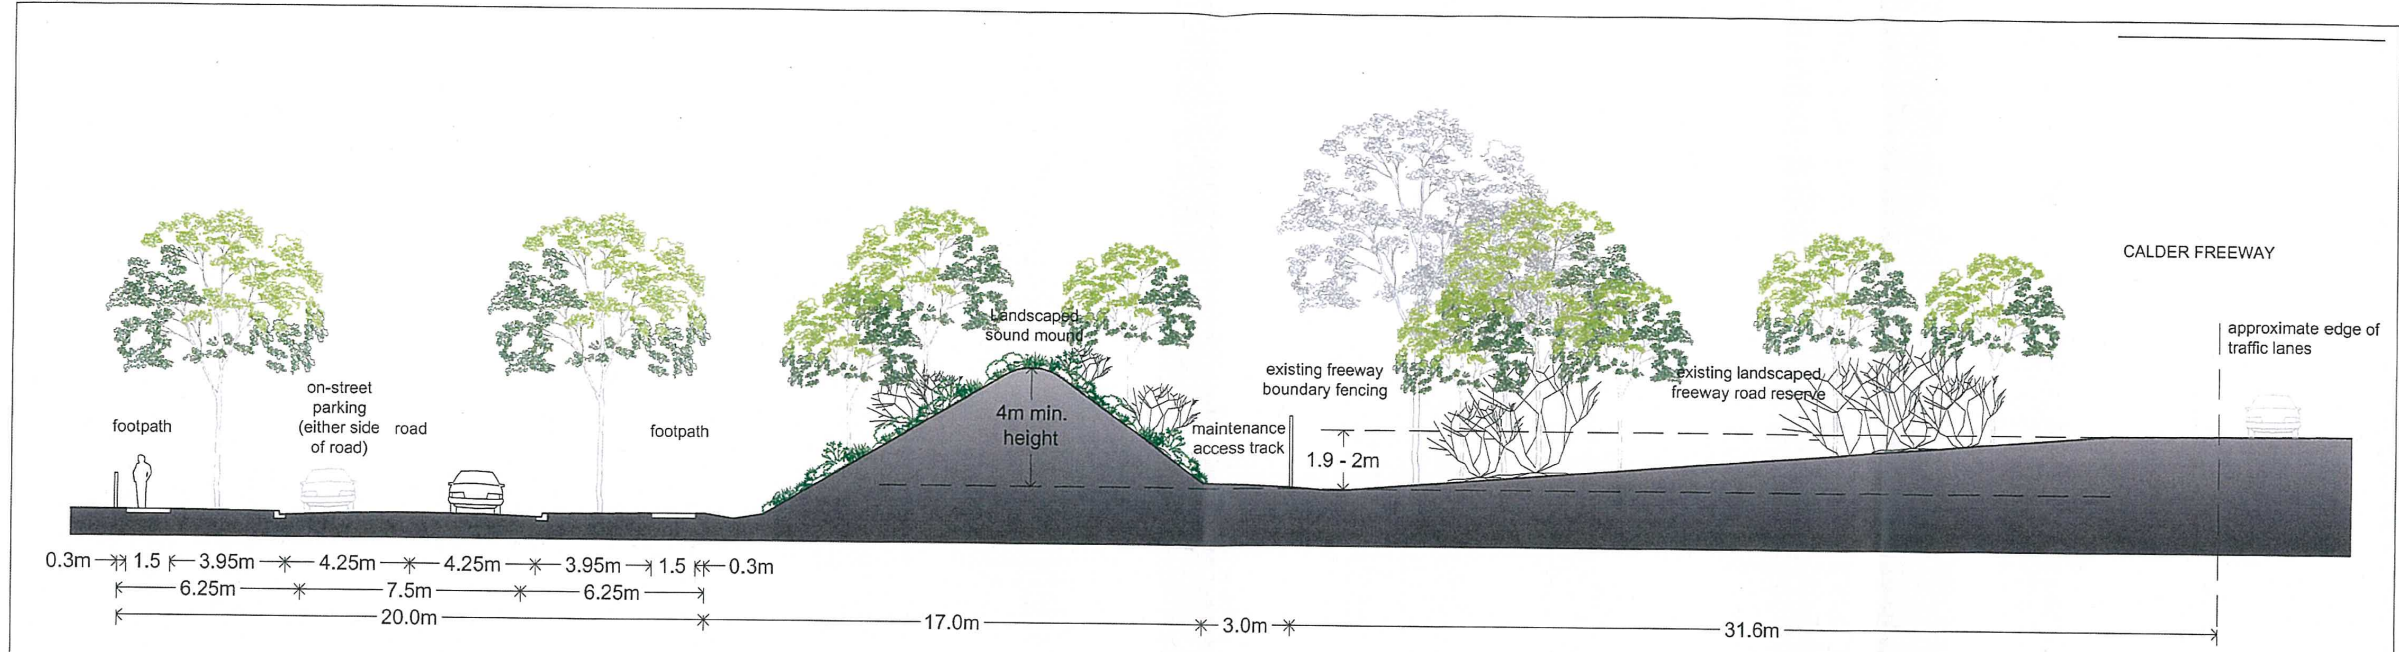 CALDER FREEWAY
approximate edge of
traffic lanes
Landscaped
sound mound
existing freeway
boundary fencing
existing landscaped
freeway road reserve
on-street
parking
(either side
of road)
road
footpath
footpath
4m min.
height
maintenance
access track
1.9 - 2m
0.3m 1.5 3.95m 4.25m 4.25m 3.95m 1.5 0.3m
6.25m 7.5m 6.25m
20.0m 17.0m 3.0m 31.6m